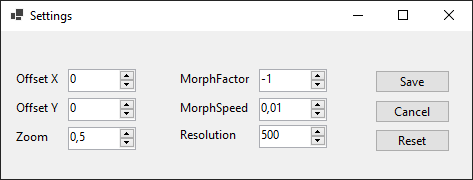 Settings
Offset X 0 MorphFactor -1 Save
Offset Y 0 MorphSpeed 0,01 Cancel
Zoom 0,5 Resolution 500 Reset